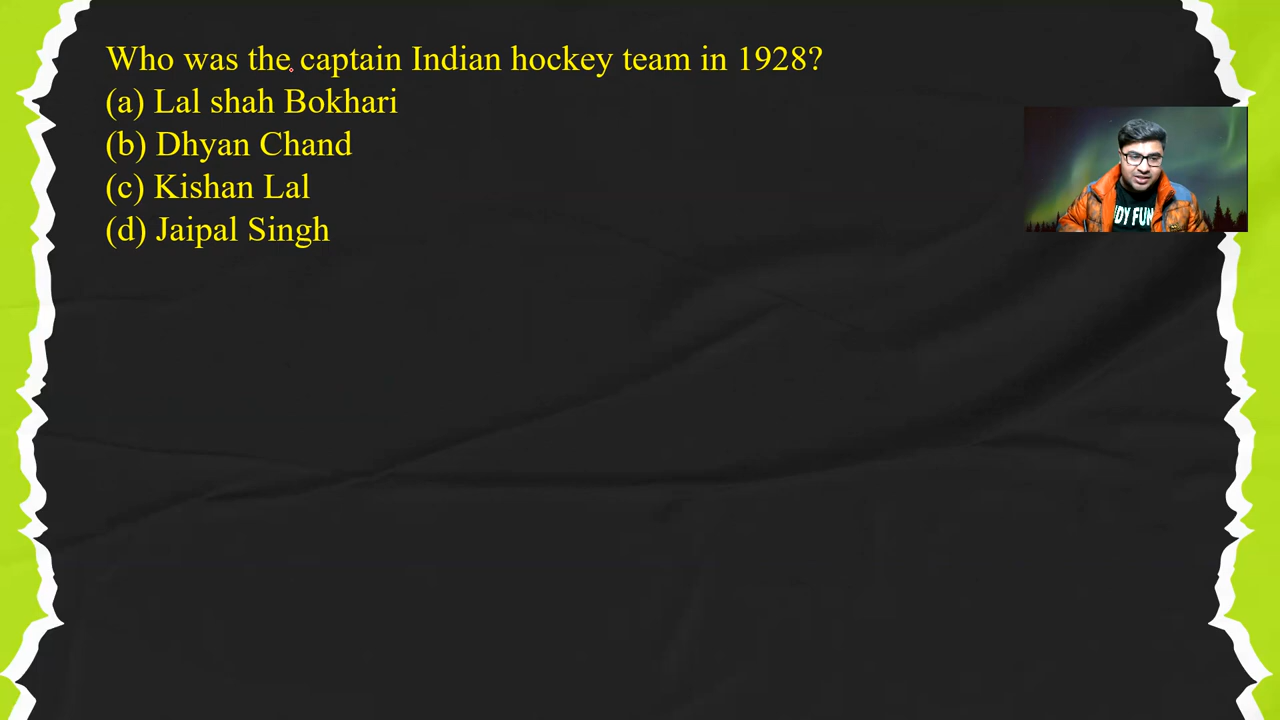 Who was the captain Indian hockey team in 1928?
(a) Lal shah Bokhari
(b) Dhyan Chand
(c) Kishan Lal
(d) Jaipal Singh